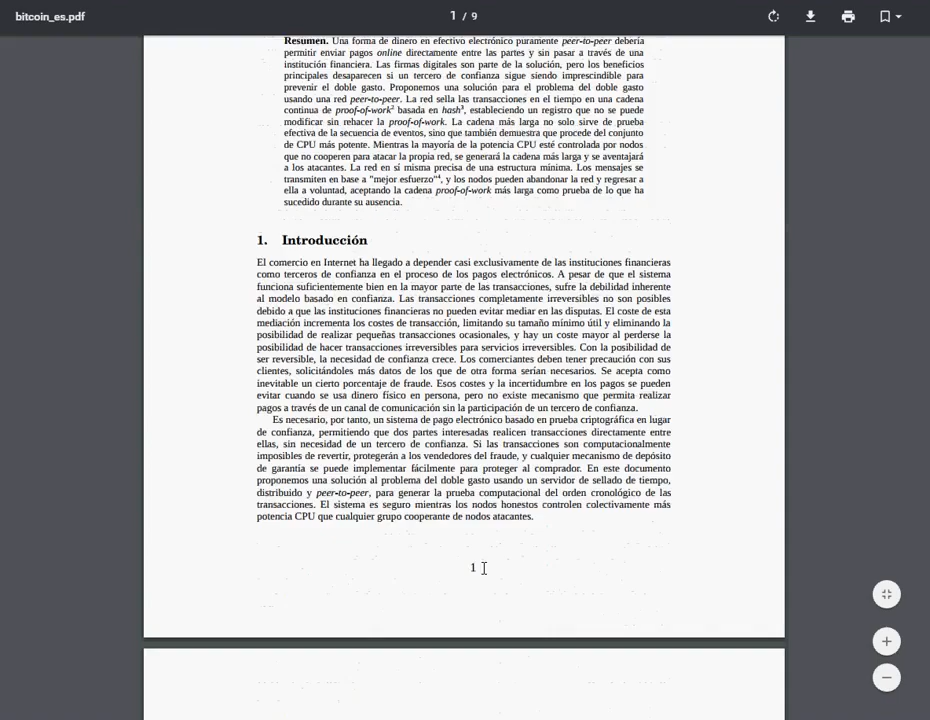 bitcoin_es.pdf
1 / 9
Resumen. Una forma de dinero en efectivo electrónico puramente peer-to-peer debería
permitir enviar pagos online directamente entre las partes y sin pasar a través de una
institución financiera. Las firmas digitales son parte de la solución, pero los beneficios
principales desaparecen si un tercero de confianza sigue siendo imprescindible para
prevenir el doble gasto. Proponemos una solución para el problema del doble gasto
usando una red peer-to-peer. La red sella las transacciones en el tiempo en una cadena
continua de proof-of-work² basada en hash³, estableciendo un registro que no se puede
modificar sin rehacer la proof-of-work. La cadena más larga no solo sirve de prueba
efectiva de la secuencia de eventos, sino que también demuestra que procede del conjunto
de CPU más potente. Mientras la mayoría de la potencia CPU esté controlada por nodos
que no cooperen para atacar la propia red, se generará la cadena más larga y se aventajará
a los atacantes. La red en sí misma precisa de una estructura mínima. Los mensajes se
transmiten en base a "mejor esfuerzo"⁴, y los nodos pueden abandonar la red y regresar a
ella a voluntad, aceptando la cadena proof-of-work más larga como prueba de lo que ha
sucedido durante su ausencia.
1. Introducción
El comercio en Internet ha llegado a depender casi exclusivamente de las instituciones financieras
como terceros de confianza en el proceso de los pagos electrónicos. A pesar de que el sistema
funciona suficientemente bien en la mayor parte de las transacciones, sufre la debilidad inherente
al modelo basado en confianza. Las transacciones completamente irreversibles no son posibles
debido a que las instituciones financieras no pueden evitar mediar en las disputas. El coste de esta
mediación incrementa los costes de transacción, limitando su tamaño mínimo útil y eliminando la
posibilidad de realizar pequeñas transacciones ocasionales, y hay un coste mayor al perderse la
posibilidad de hacer transacciones irreversibles para servicios irreversibles. Con la posibilidad de
ser reversible, la necesidad de confianza crece. Los comerciantes deben tener precaución con sus
clientes, solicitándoles más datos de los que de otra forma serían necesarios. Se acepta como
inevitable un cierto porcentaje de fraude. Esos costes y la incertidumbre en los pagos se pueden
evitar cuando se usa dinero físico en persona, pero no existe mecanismo que permita realizar
pagos a través de un canal de comunicación sin la participación de un tercero de confianza.
Es necesario, por tanto, un sistema de pago electrónico basado en prueba criptográfica en lugar
de confianza, permitiendo que dos partes interesadas realicen transacciones directamente entre
ellas, sin necesidad de un tercero de confianza. Si las transacciones son computacionalmente
imposibles de revertir, protegerán a los vendedores del fraude, y cualquier mecanismo de depósito
de garantía se puede implementar fácilmente para proteger al comprador. En este documento
proponemos una solución al problema del doble gasto usando un servidor de sellado de tiempo,
distribuido y peer-to-peer, para generar la prueba computacional del orden cronológico de las
transacciones. El sistema es seguro mientras los nodos honestos controlen colectivamente más
potencia CPU que cualquier grupo cooperante de nodos atacantes.
1